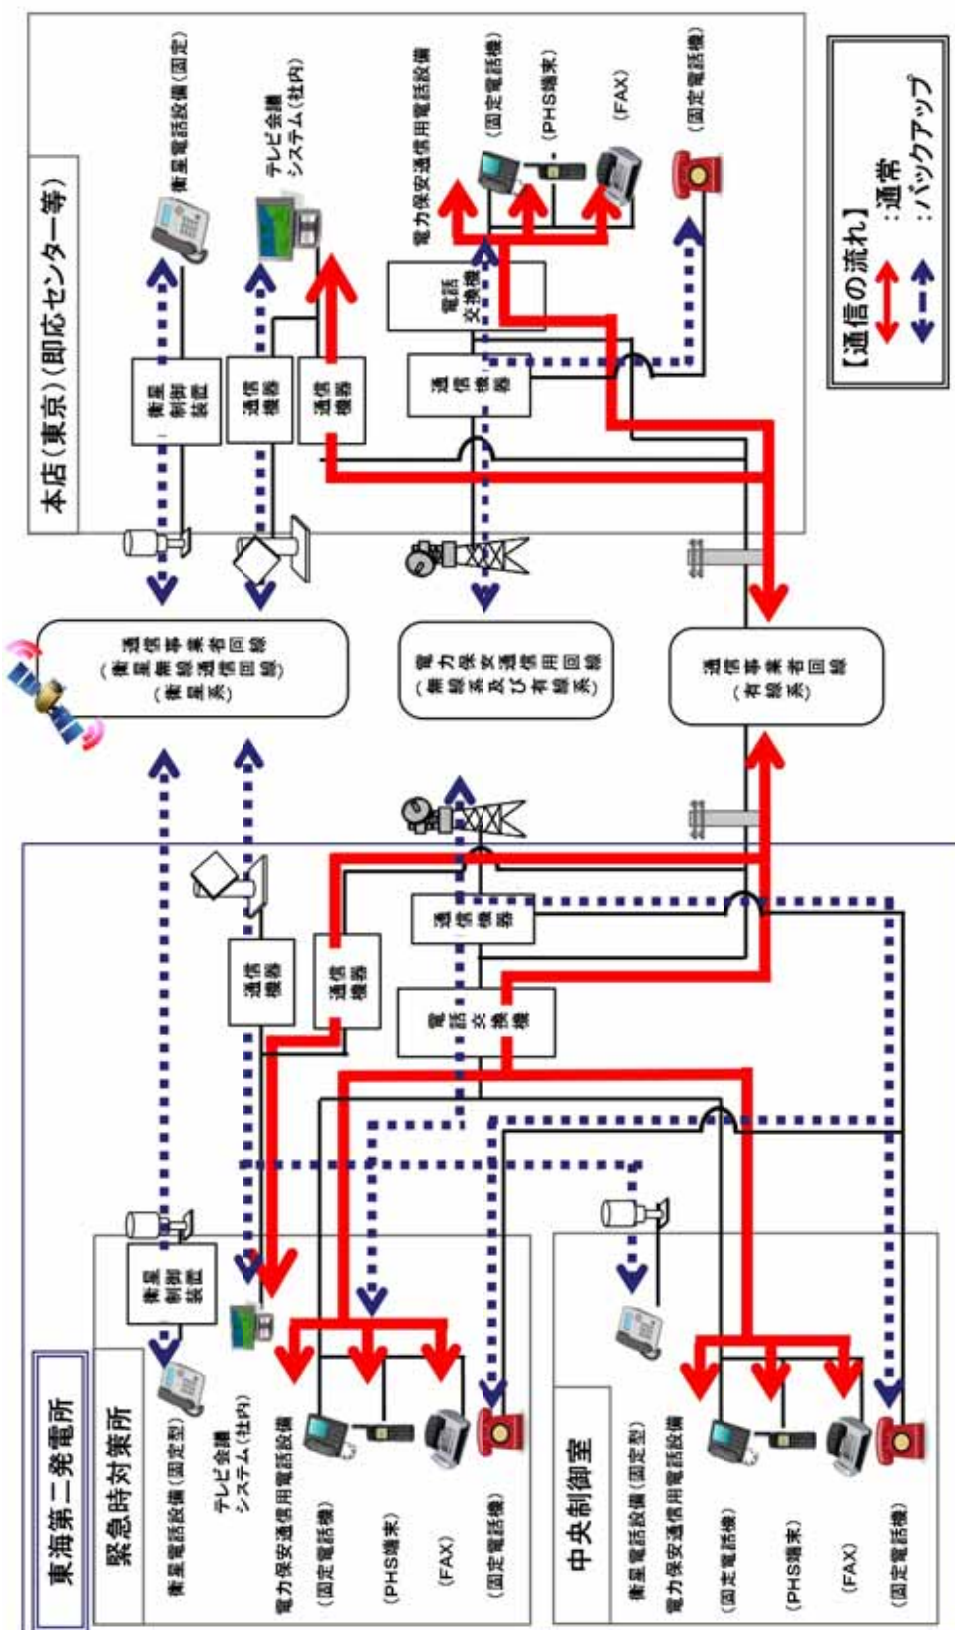 東海第二発電所
緊急時対策所
衛星電話設備(固定型)
衛星
制御
装置
テレビ会議
システム(社内)
通信
機器
通信
機器
電力保安通信用電話設備
(固定電話機)
(PHS端末)
(FAX)
(固定電話機)
電話
交換
機
通信
機器
中央制御室
衛星電話設備(固定型)
電力保安通信用電話設備
(固定電話機)
(PHS端末)
(FAX)
(固定電話機)
通信事業者回線
(衛星無線通信回線)
(衛星系)
電力保安通信用回線
(無線系及び有線系)
通信事業者回線
(有線系)
本店(東京)(即応センター等)
衛星
制御
装置
衛星電話設備(固定)
通信
機器
通信
機器
テレビ会議
システム(社内)
通信
機器
電話
交換機
電力保安通信用電話設備
(固定電話機)
(PHS端末)
(FAX)
(固定電話機)
【通信の流れ】
:通常
:バックアップ